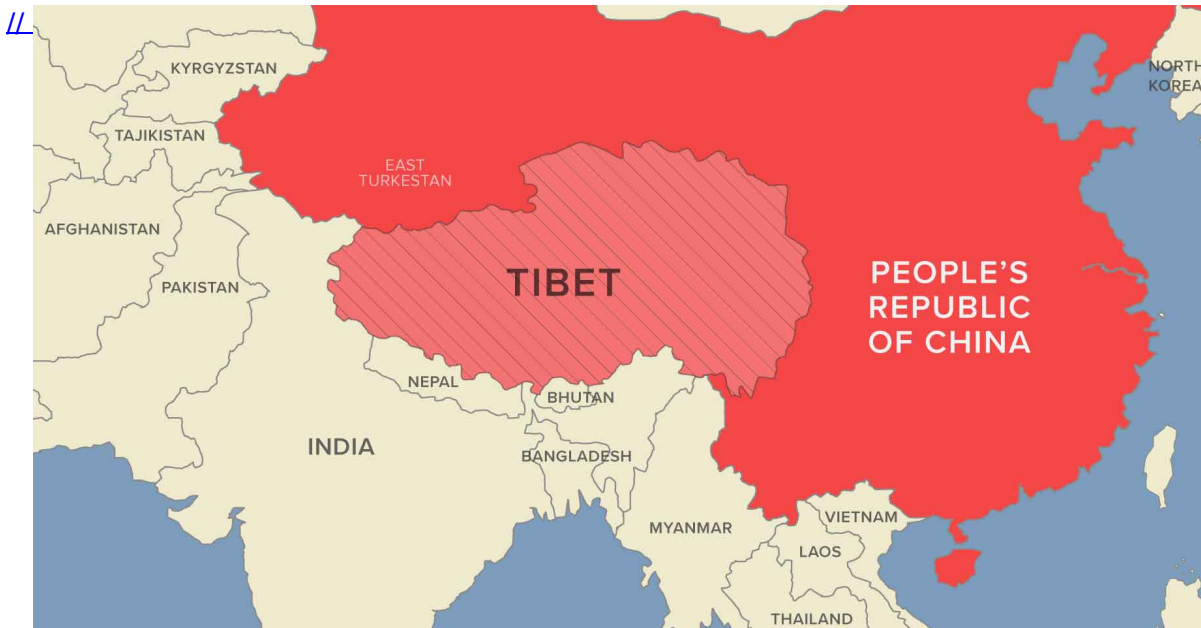 //
KYRGYZSTAN
NORTH
KOREA
TAJIKISTAN
EAST
TURKESTAN
AFGHANISTAN
PAKISTAN
TIBET
PEOPLE'S
REPUBLIC
OF CHINA
NEPAL
BHUTAN
INDIA
BANGLADESH
MYANMAR
VIETNAM
LAOS
THAILAND